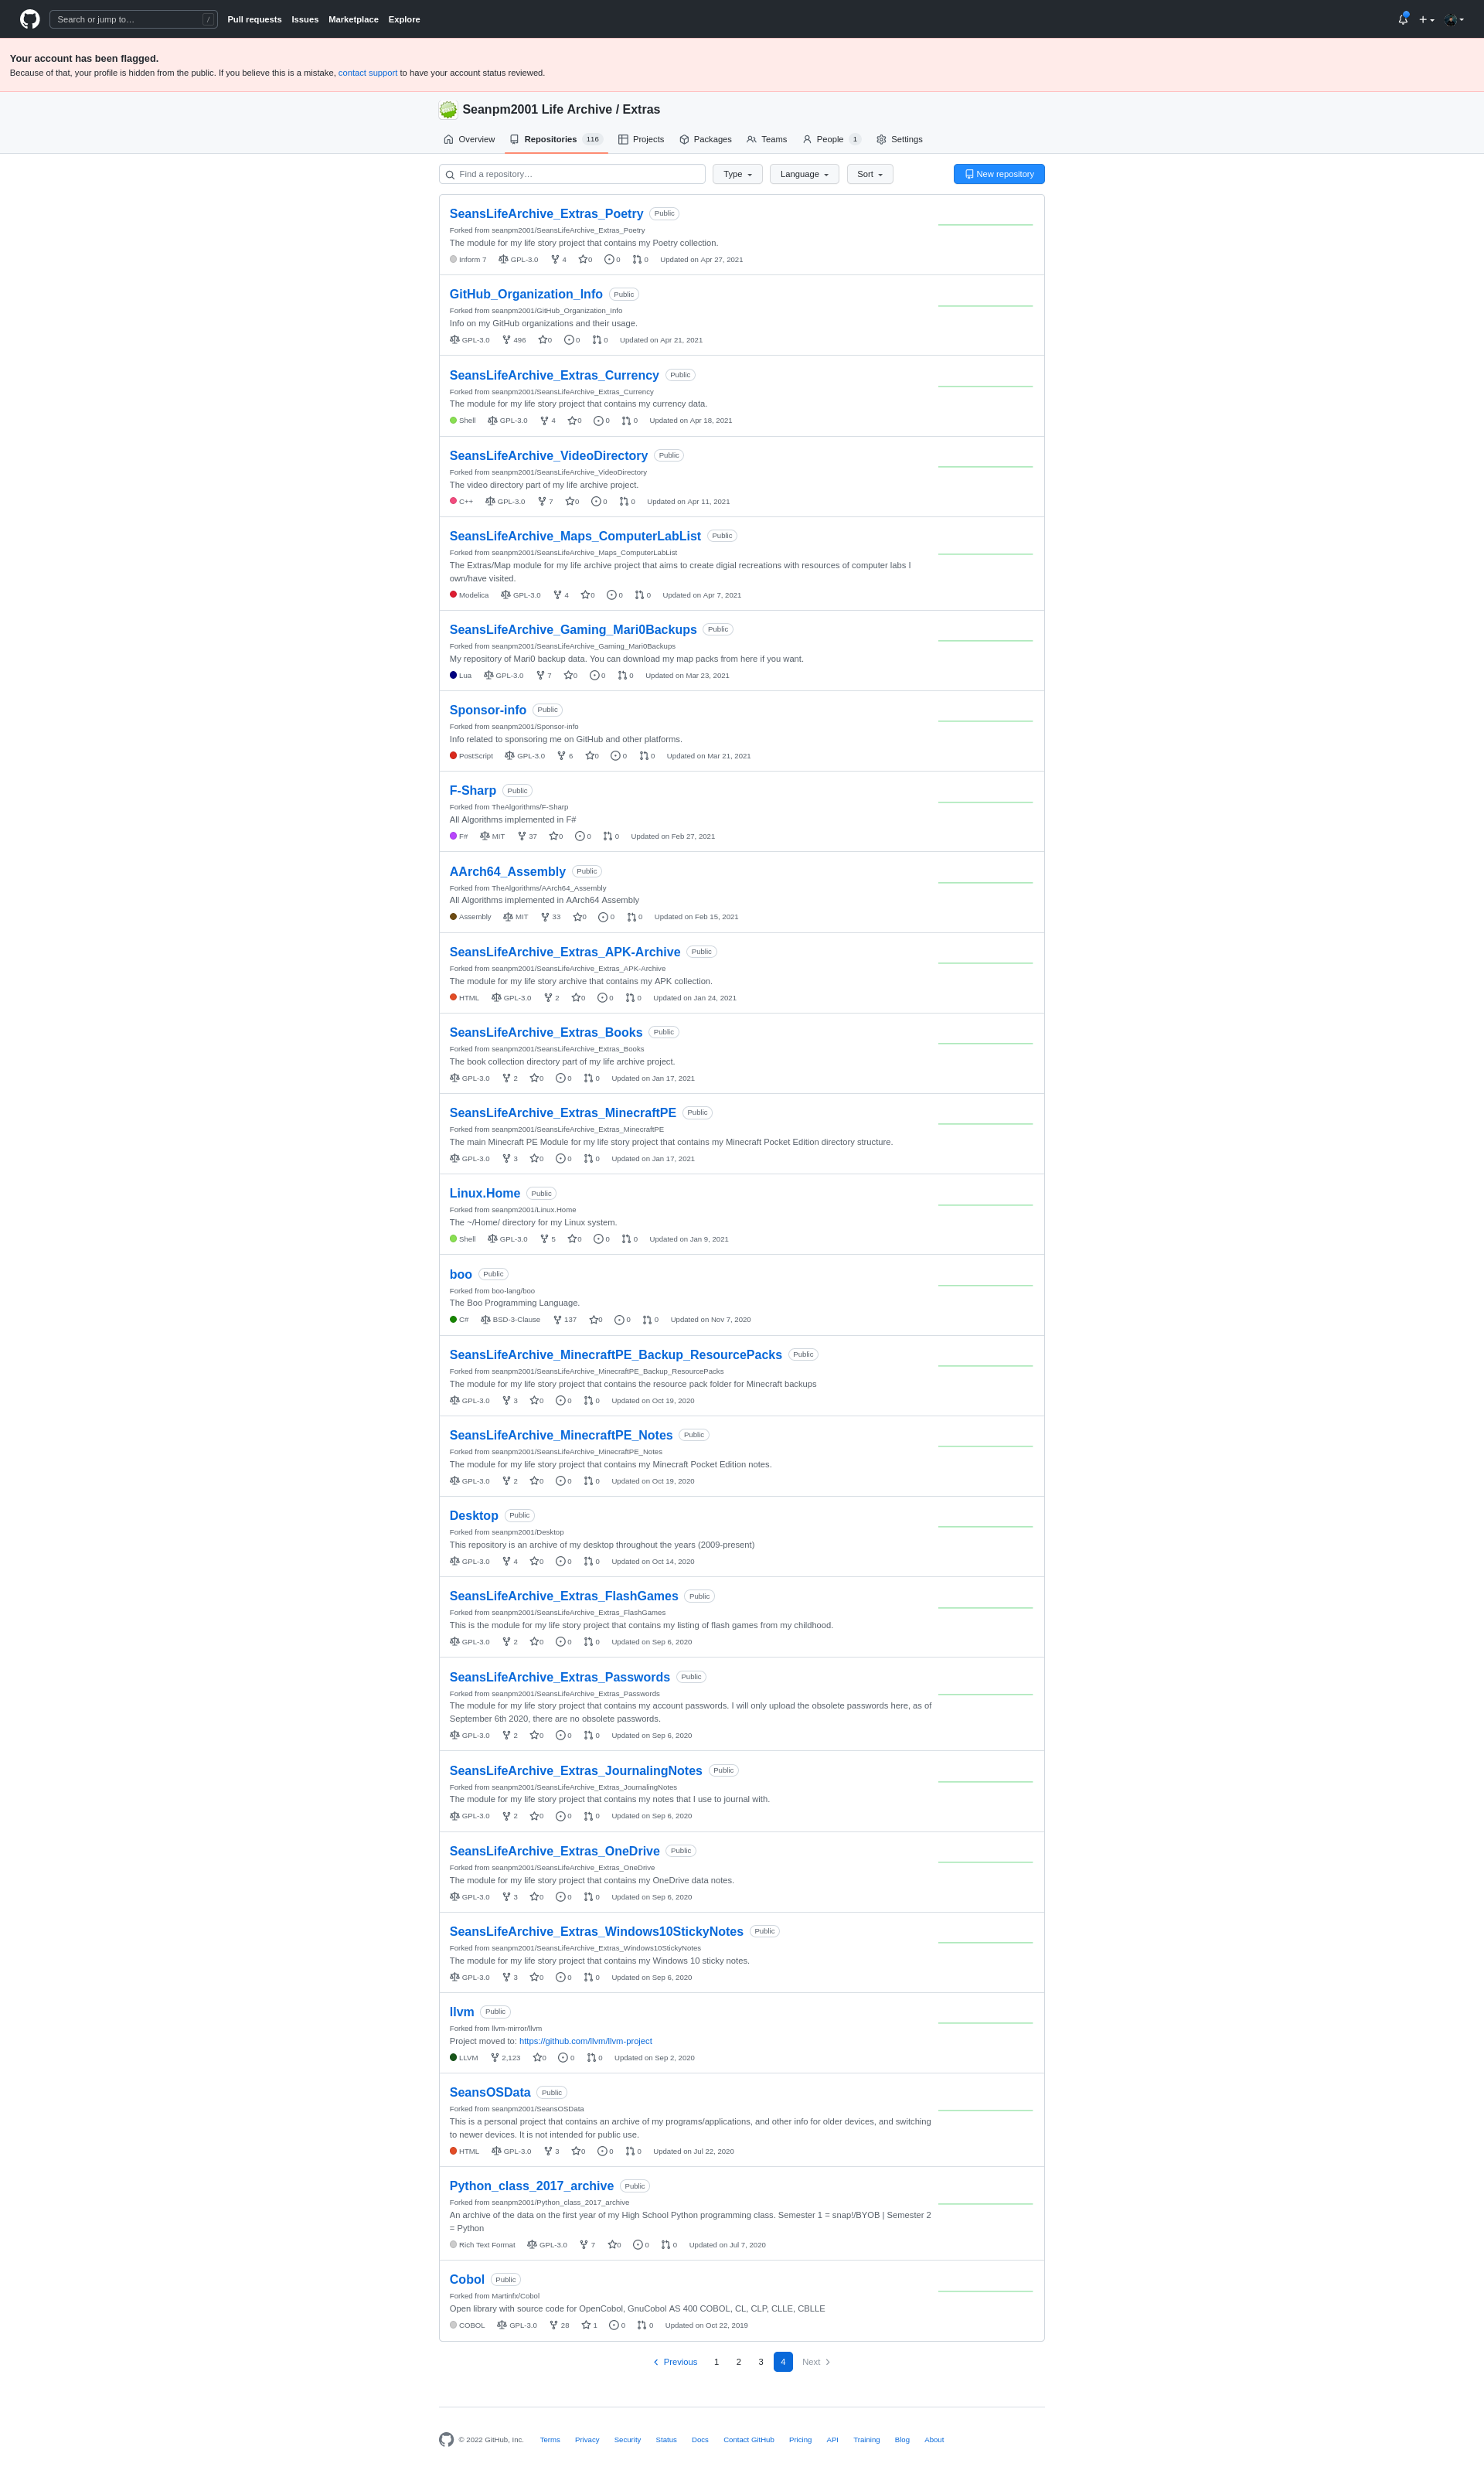 Search or jump to…
/
Pull requests Issues Marketplace Explore
Your account has been flagged.
Because of that, your profile is hidden from the public. If you believe this is a mistake, contact support to have your account status reviewed.
Seanpm2001 Life Archive / Extras
Overview Repositories 116 Projects Packages Teams People 1 Settings
Find a repository… Type Language Sort New repository
SeansLifeArchive_Extras_Poetry Public
Forked from seanpm2001/SeansLifeArchive_Extras_Poetry
The module for my life story project that contains my Poetry collection.
Inform 7 GPL-3.0 4 0 0 0 Updated on Apr 27, 2021
GitHub_Organization_Info Public
Forked from seanpm2001/GitHub_Organization_Info
Info on my GitHub organizations and their usage.
GPL-3.0 496 0 0 0 Updated on Apr 21, 2021
SeansLifeArchive_Extras_Currency Public
Forked from seanpm2001/SeansLifeArchive_Extras_Currency
The module for my life story project that contains my currency data.
Shell GPL-3.0 4 0 0 0 Updated on Apr 18, 2021
SeansLifeArchive_VideoDirectory Public
Forked from seanpm2001/SeansLifeArchive_VideoDirectory
The video directory part of my life archive project.
C++ GPL-3.0 7 0 0 0 Updated on Apr 11, 2021
SeansLifeArchive_Maps_ComputerLabList Public
Forked from seanpm2001/SeansLifeArchive_Maps_ComputerLabList
The Extras/Map module for my life archive project that aims to create digial recreations with resources of computer labs I
own/have visited.
Modelica GPL-3.0 4 0 0 0 Updated on Apr 7, 2021
SeansLifeArchive_Gaming_Mari0Backups Public
Forked from seanpm2001/SeansLifeArchive_Gaming_Mari0Backups
My repository of Mari0 backup data. You can download my map packs from here if you want.
Lua GPL-3.0 7 0 0 0 Updated on Mar 23, 2021
Sponsor-info Public
Forked from seanpm2001/Sponsor-info
Info related to sponsoring me on GitHub and other platforms.
PostScript GPL-3.0 6 0 0 0 Updated on Mar 21, 2021
F-Sharp Public
Forked from TheAlgorithms/F-Sharp
All Algorithms implemented in F#
F# MIT 37 0 0 0 Updated on Feb 27, 2021
AArch64_Assembly Public
Forked from TheAlgorithms/AArch64_Assembly
All Algorithms implemented in AArch64 Assembly
Assembly MIT 33 0 0 0 Updated on Feb 15, 2021
SeansLifeArchive_Extras_APK-Archive Public
Forked from seanpm2001/SeansLifeArchive_Extras_APK-Archive
The module for my life story archive that contains my APK collection.
HTML GPL-3.0 2 0 0 0 Updated on Jan 24, 2021
SeansLifeArchive_Extras_Books Public
Forked from seanpm2001/SeansLifeArchive_Extras_Books
The book collection directory part of my life archive project.
GPL-3.0 2 0 0 0 Updated on Jan 17, 2021
SeansLifeArchive_Extras_MinecraftPE Public
Forked from seanpm2001/SeansLifeArchive_Extras_MinecraftPE
The main Minecraft PE Module for my life story project that contains my Minecraft Pocket Edition directory structure.
GPL-3.0 3 0 0 0 Updated on Jan 17, 2021
Linux.Home Public
Forked from seanpm2001/Linux.Home
The ~/Home/ directory for my Linux system.
Shell GPL-3.0 5 0 0 0 Updated on Jan 9, 2021
boo Public
Forked from boo-lang/boo
The Boo Programming Language.
C# BSD-3-Clause 137 0 0 0 Updated on Nov 7, 2020
SeansLifeArchive_MinecraftPE_Backup_ResourcePacks Public
Forked from seanpm2001/SeansLifeArchive_MinecraftPE_Backup_ResourcePacks
The module for my life story project that contains the resource pack folder for Minecraft backups
GPL-3.0 3 0 0 0 Updated on Oct 19, 2020
SeansLifeArchive_MinecraftPE_Notes Public
Forked from seanpm2001/SeansLifeArchive_MinecraftPE_Notes
The module for my life story project that contains my Minecraft Pocket Edition notes.
GPL-3.0 2 0 0 0 Updated on Oct 19, 2020
Desktop Public
Forked from seanpm2001/Desktop
This repository is an archive of my desktop throughout the years (2009-present)
GPL-3.0 4 0 0 0 Updated on Oct 14, 2020
SeansLifeArchive_Extras_FlashGames Public
Forked from seanpm2001/SeansLifeArchive_Extras_FlashGames
This is the module for my life story project that contains my listing of flash games from my childhood.
GPL-3.0 2 0 0 0 Updated on Sep 6, 2020
SeansLifeArchive_Extras_Passwords Public
Forked from seanpm2001/SeansLifeArchive_Extras_Passwords
The module for my life story project that contains my account passwords. I will only upload the obsolete passwords here, as of
September 6th 2020, there are no obsolete passwords.
GPL-3.0 2 0 0 0 Updated on Sep 6, 2020
SeansLifeArchive_Extras_JournalingNotes Public
Forked from seanpm2001/SeansLifeArchive_Extras_JournalingNotes
The module for my life story project that contains my notes that I use to journal with.
GPL-3.0 2 0 0 0 Updated on Sep 6, 2020
SeansLifeArchive_Extras_OneDrive Public
Forked from seanpm2001/SeansLifeArchive_Extras_OneDrive
The module for my life story project that contains my OneDrive data notes.
GPL-3.0 3 0 0 0 Updated on Sep 6, 2020
SeansLifeArchive_Extras_Windows10StickyNotes Public
Forked from seanpm2001/SeansLifeArchive_Extras_Windows10StickyNotes
The module for my life story project that contains my Windows 10 sticky notes.
GPL-3.0 3 0 0 0 Updated on Sep 6, 2020
llvm Public
Forked from llvm-mirror/llvm
Project moved to: https://github.com/llvm/llvm-project
LLVM 2,123 0 0 0 Updated on Sep 2, 2020
SeansOSData Public
Forked from seanpm2001/SeansOSData
This is a personal project that contains an archive of my programs/applications, and other info for older devices, and switching
to newer devices. It is not intended for public use.
HTML GPL-3.0 3 0 0 0 Updated on Jul 22, 2020
Python_class_2017_archive Public
Forked from seanpm2001/Python_class_2017_archive
An archive of the data on the first year of my High School Python programming class. Semester 1 = snap!/BYOB | Semester 2
= Python
Rich Text Format GPL-3.0 7 0 0 0 Updated on Jul 7, 2020
Cobol Public
Forked from Martinfx/Cobol
Open library with source code for OpenCobol, GnuCobol AS 400 COBOL, CL, CLP, CLLE, CBLLE
COBOL GPL-3.0 28 1 0 0 Updated on Oct 22, 2019
Previous 1 2 3 4 Next
© 2022 GitHub, Inc. Terms Privacy Security Status Docs Contact GitHub Pricing API Training Blog About